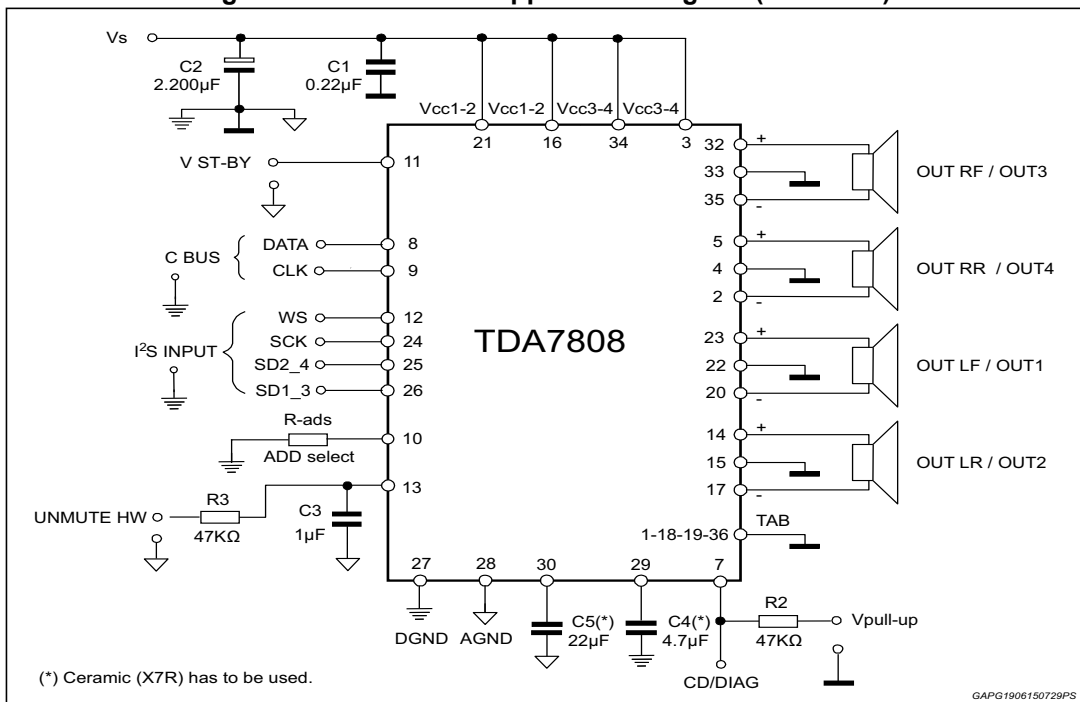 Vs
C2
2.200µF
C1
0.22µF
Vcc1-2 Vcc1-2 Vcc3-4 Vcc3-4
21 16 34 3
V ST-BY
11
C BUS
DATA
8
CLK
9
I²S INPUT
WS
12
SCK
24
SD2_4
25
SD1_3
26
R-ads
ADD select
10
UNMUTE HW
R3
47KΩ
C3
1µF
13
TDA7808
32 +
33
35 -
OUT RF / OUT3
5 +
4
2 -
OUT RR / OUT4
23 +
22
20 -
OUT LF / OUT1
14 +
15
17 -
OUT LR / OUT2
1-18-19-36 TAB
27 28 30 29 7
DGND AGND
C5(*)
22µF
C4(*)
4.7µF
R2
47KΩ
Vpull-up
CD/DIAG
(*) Ceramic (X7R) has to be used.
GAPG1906150729PS